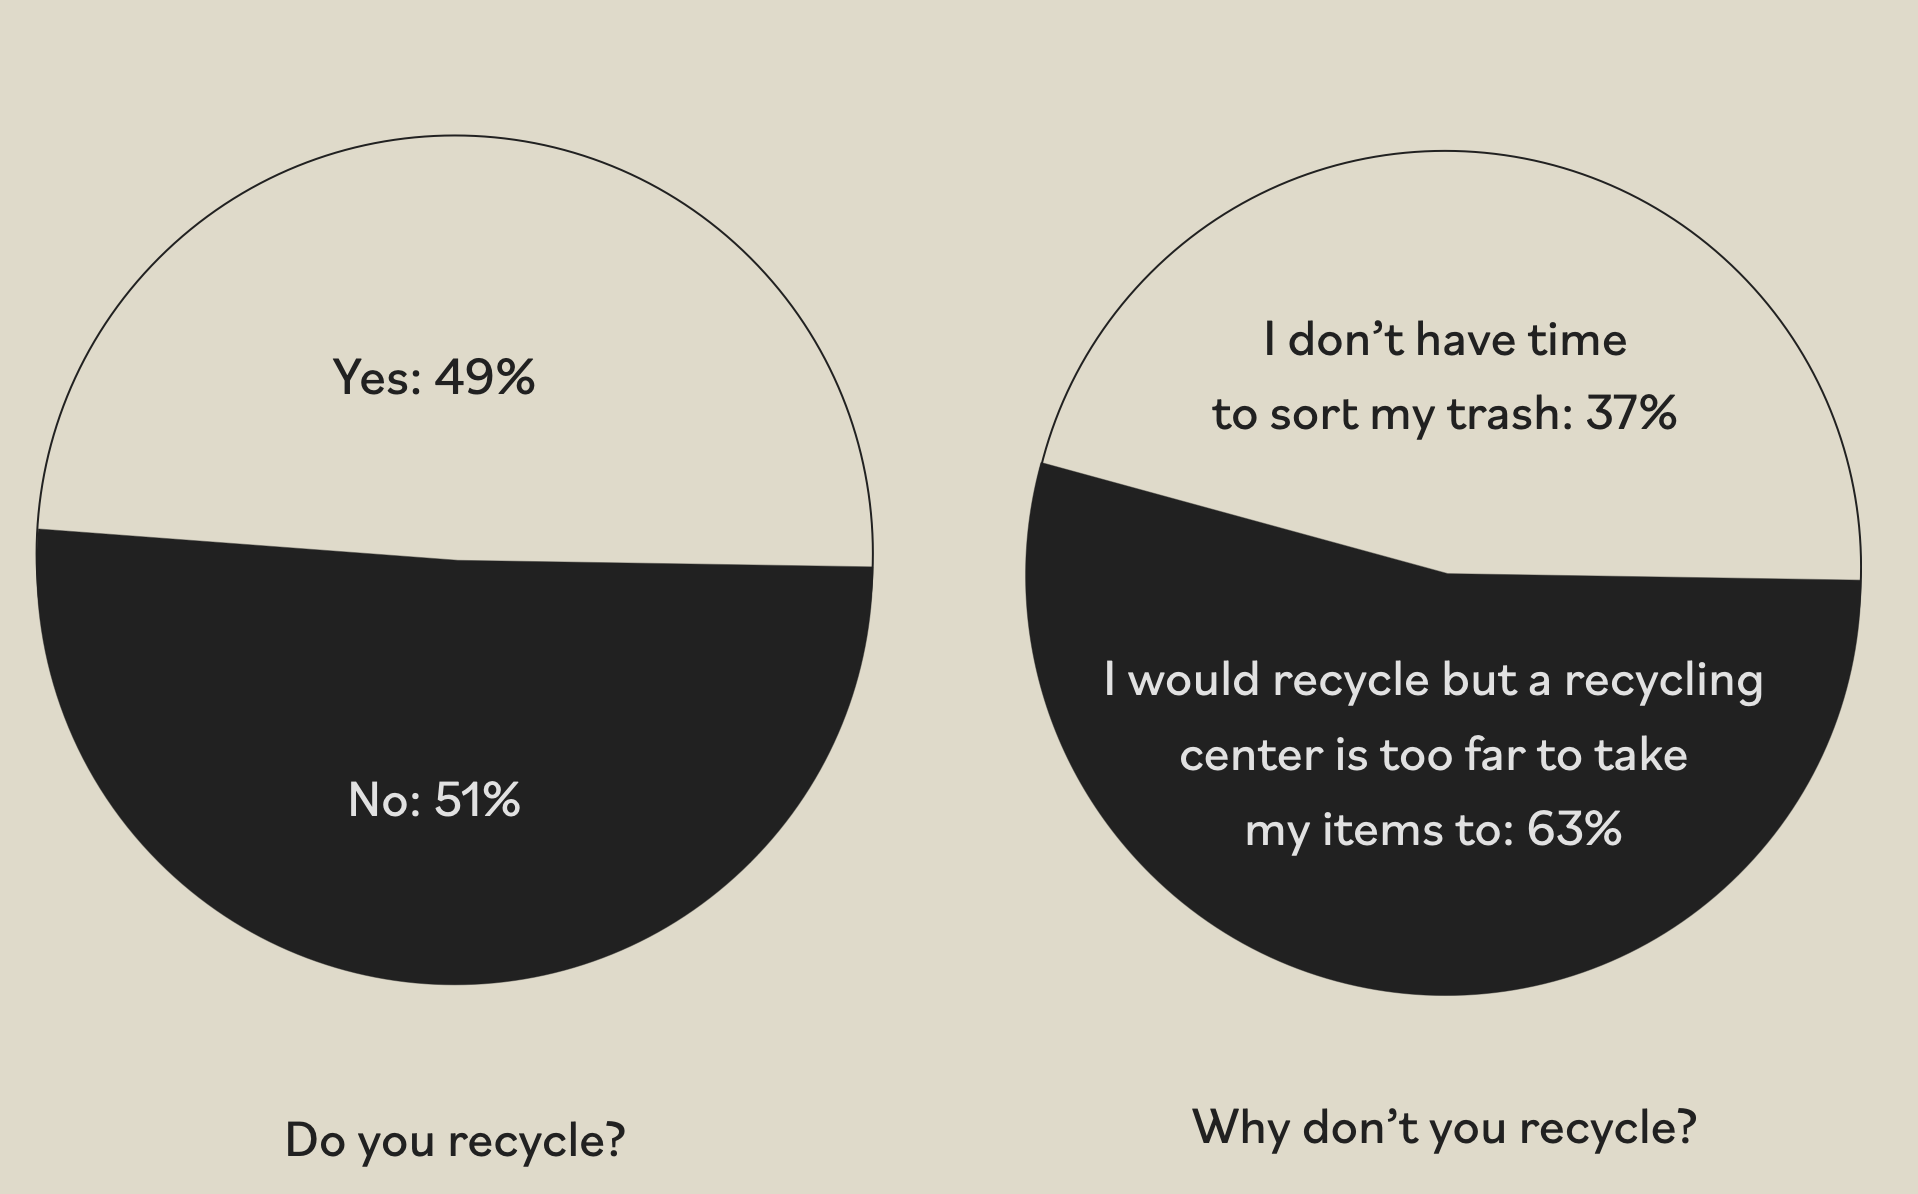 Yes: 49%
No: 51%
Do you recycle?
I don’t have time
to sort my trash: 37%
I would recycle but a recycling
center is too far to take
my items to: 63%
Why don’t you recycle?